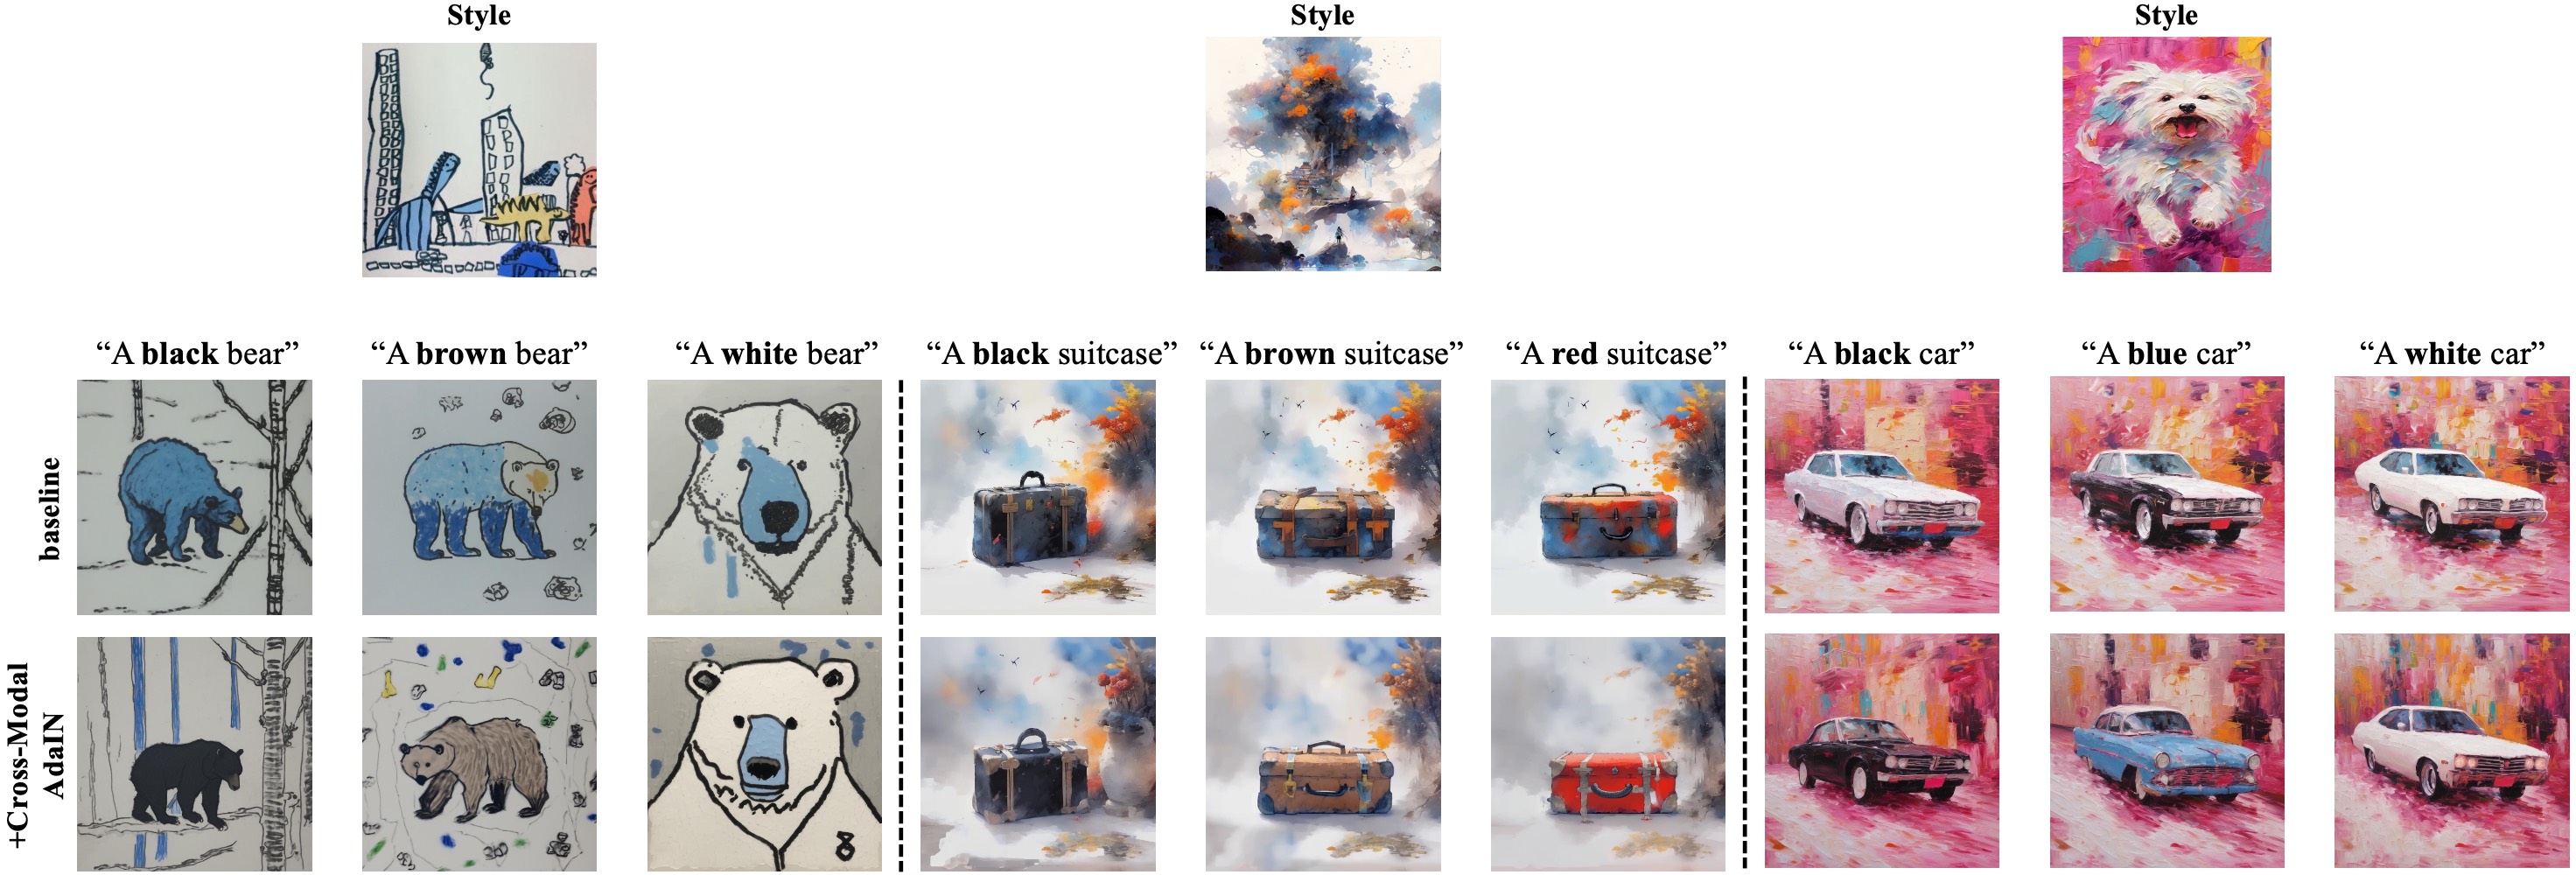 Style
Style
Style
“A black bear”
“A brown bear”
“A white bear”
“A black suitcase”
“A brown suitcase”
“A red suitcase”
“A black car”
“A blue car”
“A white car”
baseline
+Cross-Modal
AdaIN
8